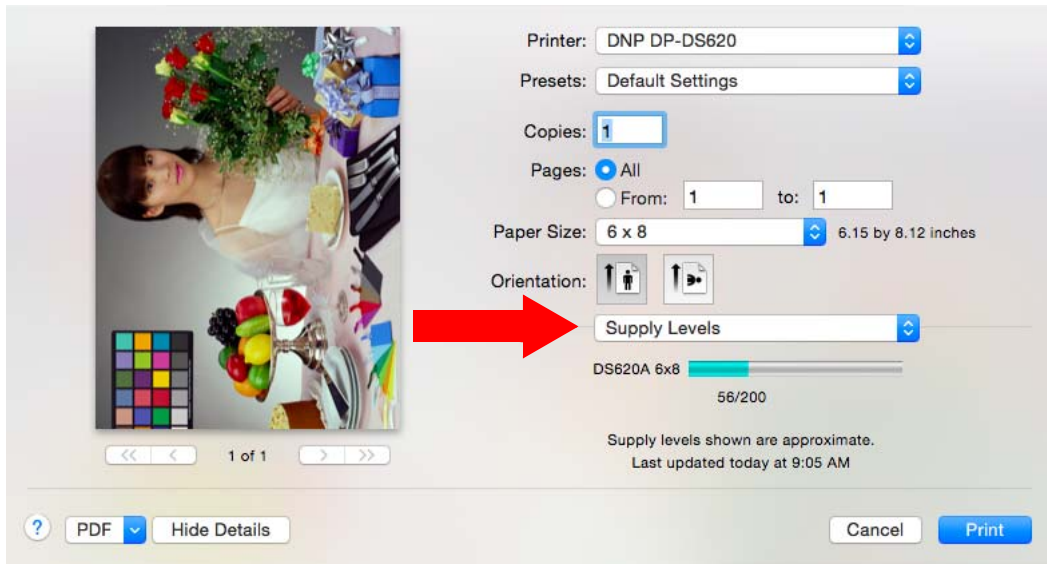 Printer: DNP DP-DS620
Presets: Default Settings
Copies: 1
Pages: All
From: 1 to: 1
Paper Size: 6 x 8 6.15 by 8.12 inches
Orientation:
Supply Levels
DS620A 6x8
56/200
Supply levels shown are approximate.
Last updated today at 9:05 AM
<< < 1 of 1 > >>
? PDF Hide Details Cancel Print